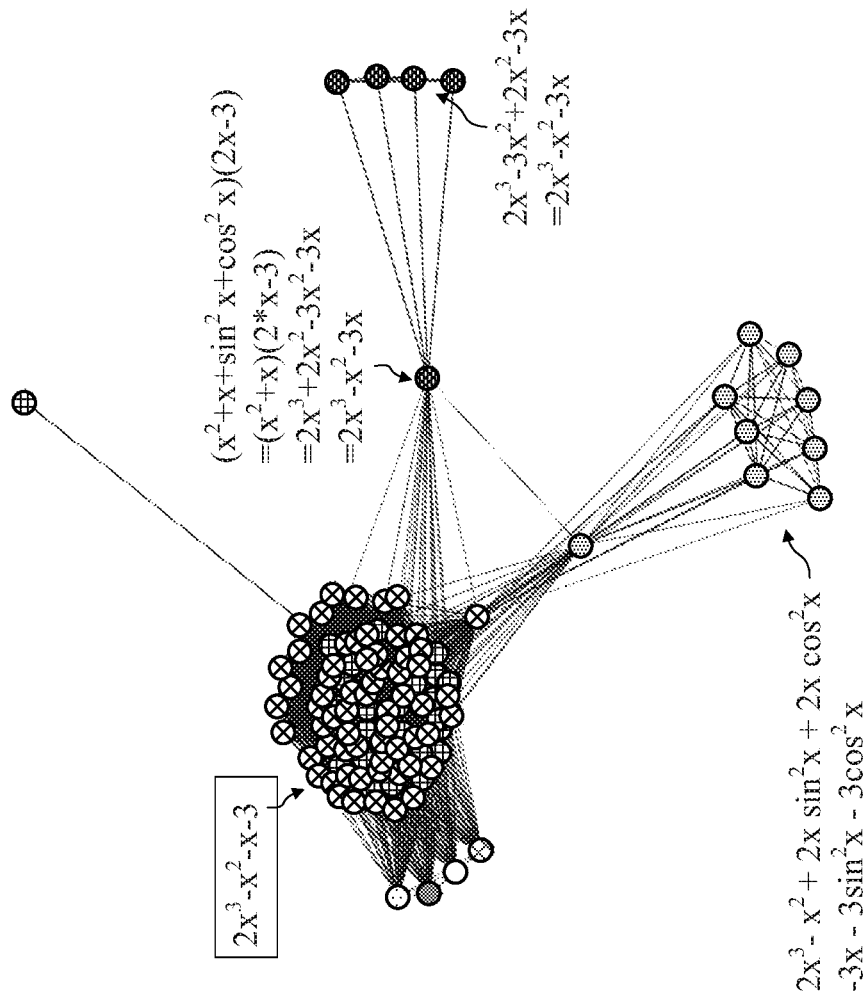 (x²+x+sin² x+cos² x)(2x-3)
=(x²+x)(2*x-3)
=2x³+2x²-3x²-3x
=2x³-x²-3x
2x³-3x²+2x²-3x
=2x³-x²-3x
2x³-x²-x-3
2x³ - x² + 2x sin²x + 2x cos²x
-3x - 3sin²x - 3cos² x